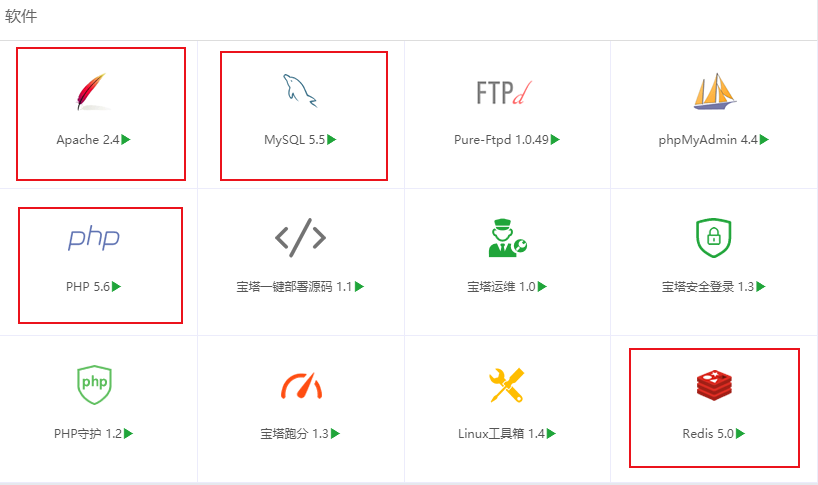 软件
FTPd
Apache 2.4
MySQL 5.5
Pure-Ftpd 1.0.49
phpMyAdmin 4.4
php
PHP 5.6
宝塔一键部署源码 1.1
宝塔运维 1.0
宝塔安全登录 1.3
php
PHP守护 1.2
宝塔跑分 1.3
Linux工具箱 1.4
Redis 5.0